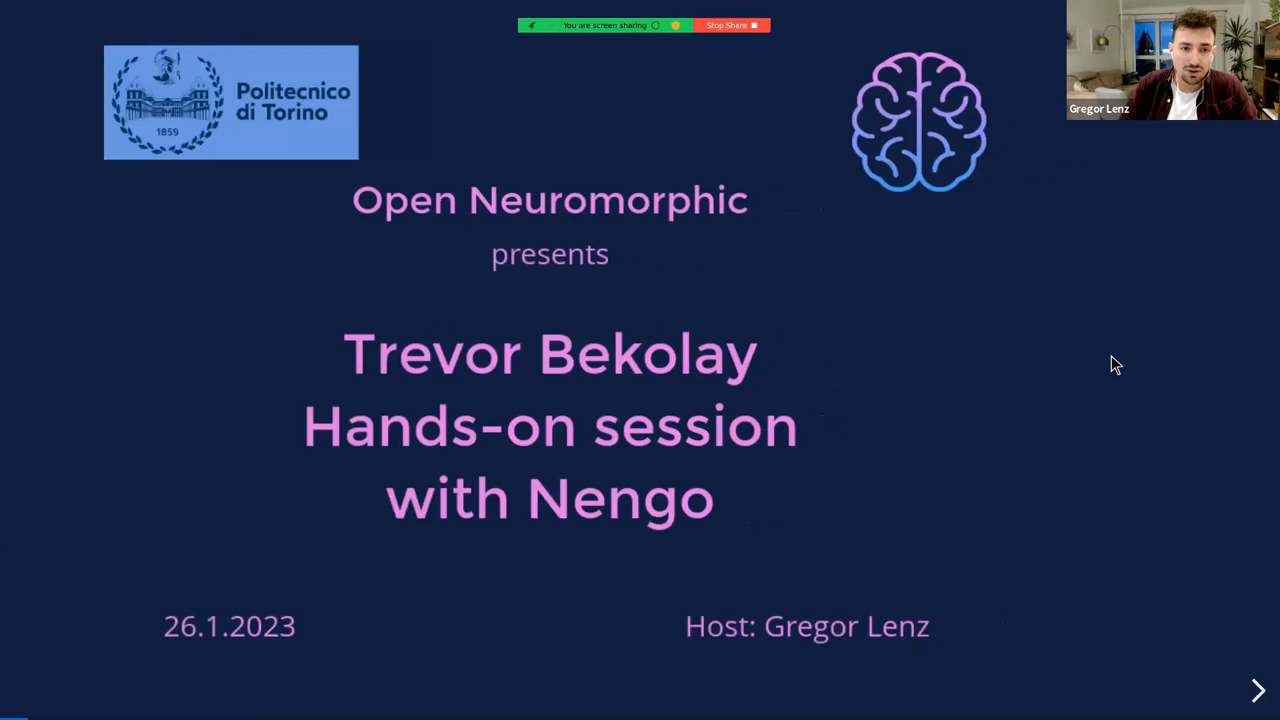 You are screen sharing
Stop Share
Politecnico
di Torino
1859
Gregor Lenz
Open Neuromorphic
presents
Trevor Bekolay
Hands-on session
with Nengo
26.1.2023
Host: Gregor Lenz